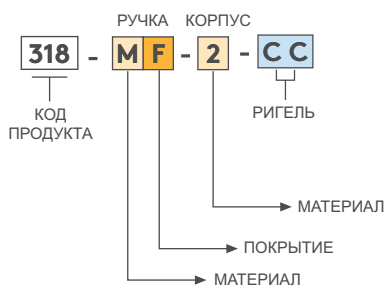 РУЧКА КОРПУС
318 - M F - 2 - C C
КОД
ПРОДУКТА
РИГЕЛЬ
МАТЕРИАЛ
ПОКРЫТИЕ
МАТЕРИАЛ